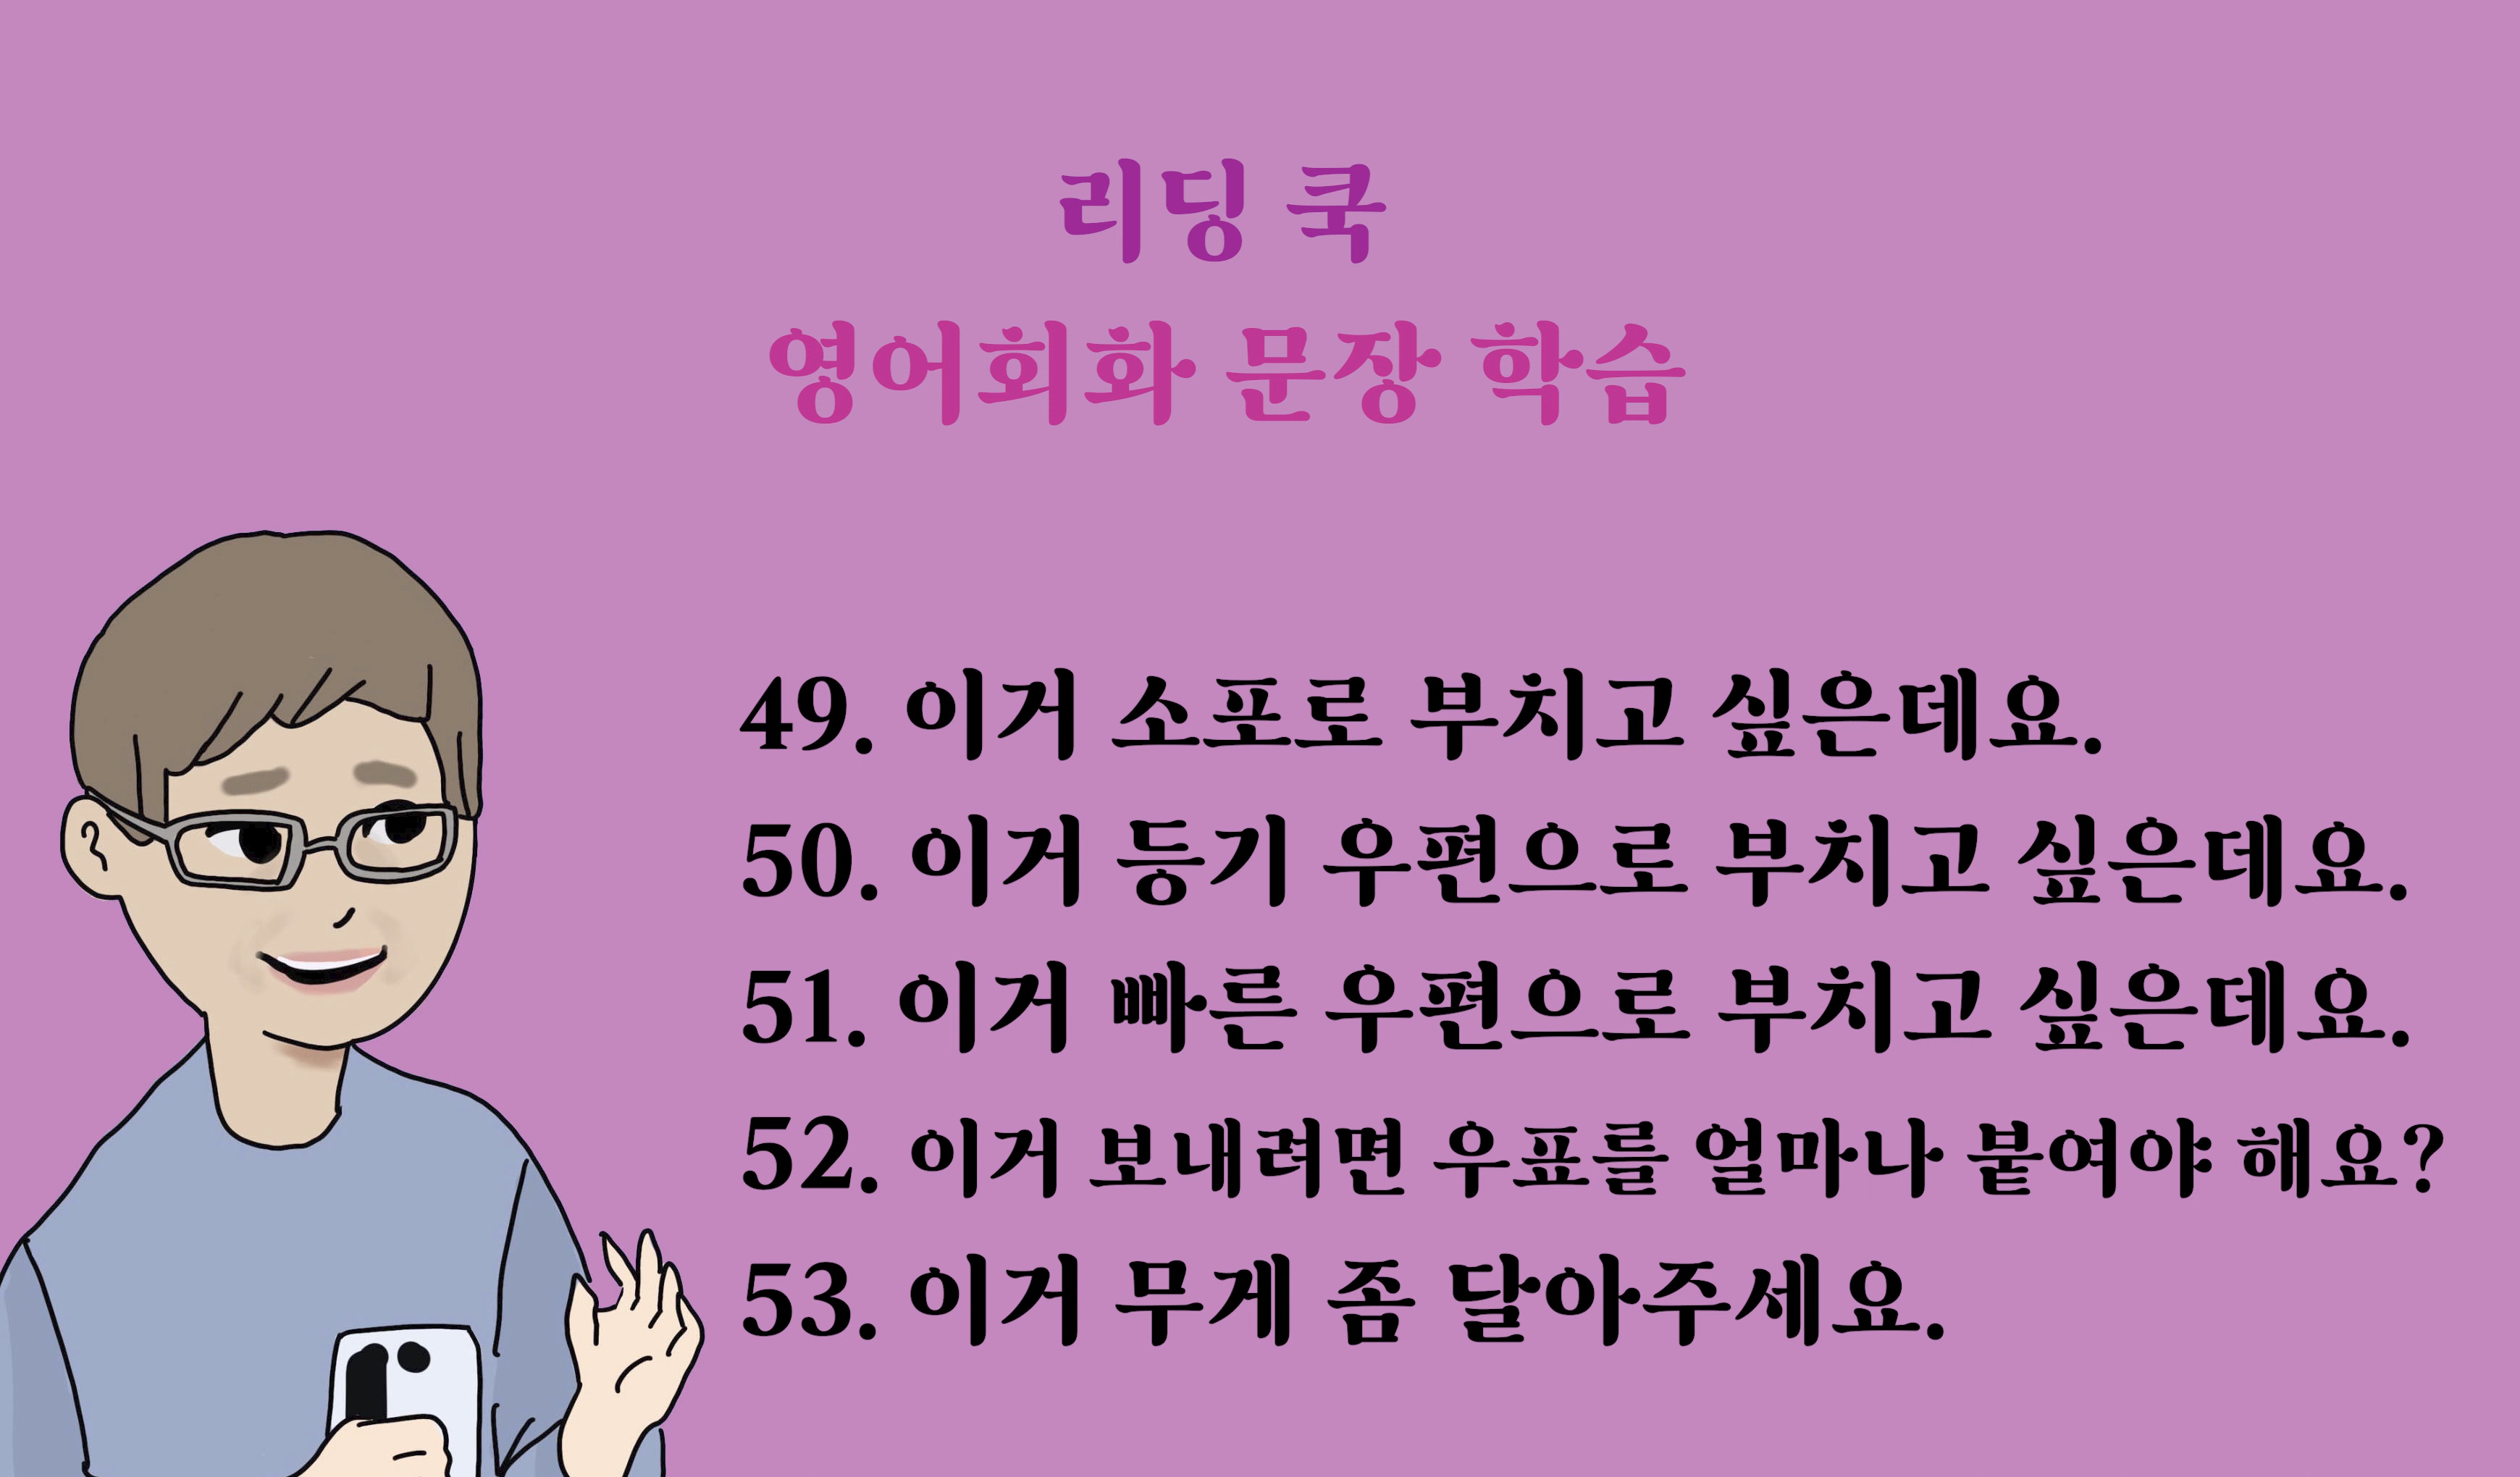 리딩 쿡
영어회화 문장 학습
49. 이거 소포로 부치고 싶은데요.
50. 이거 등기 우편으로 부치고 싶은데요.
51. 이거 빠른 우편으로 부치고 싶은데요.
52. 이거 보내려면 우표를 얼마나 붙여야 해요?
53. 이거 무게 좀 달아주세요.